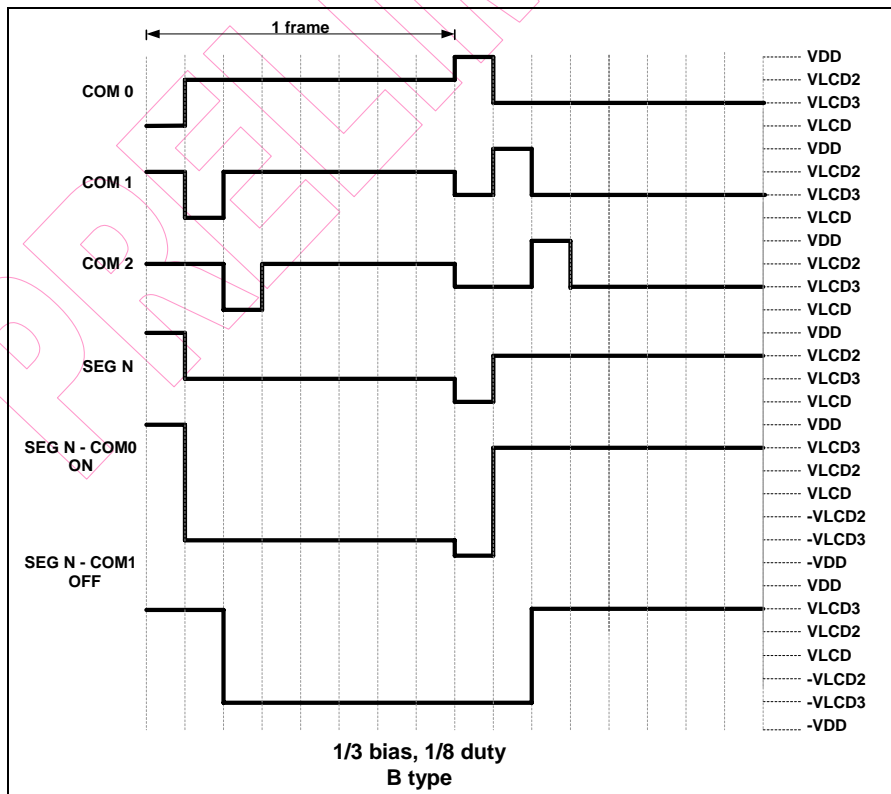 1 frame
COM 0
VDD
VLCD2
VLCD3
VLCD
COM 1
VDD
VLCD2
VLCD3
VLCD
COM 2
VDD
VLCD2
VLCD3
VLCD
SEG N
VDD
VLCD2
VLCD3
VLCD
SEG N - COM0
ON
VDD
VLCD3
VLCD2
VLCD
-VLCD2
-VLCD3
-VDD
SEG N - COM1
OFF
VDD
VLCD3
VLCD2
VLCD
-VLCD2
-VLCD3
-VDD
1/3 bias, 1/8 duty
B type